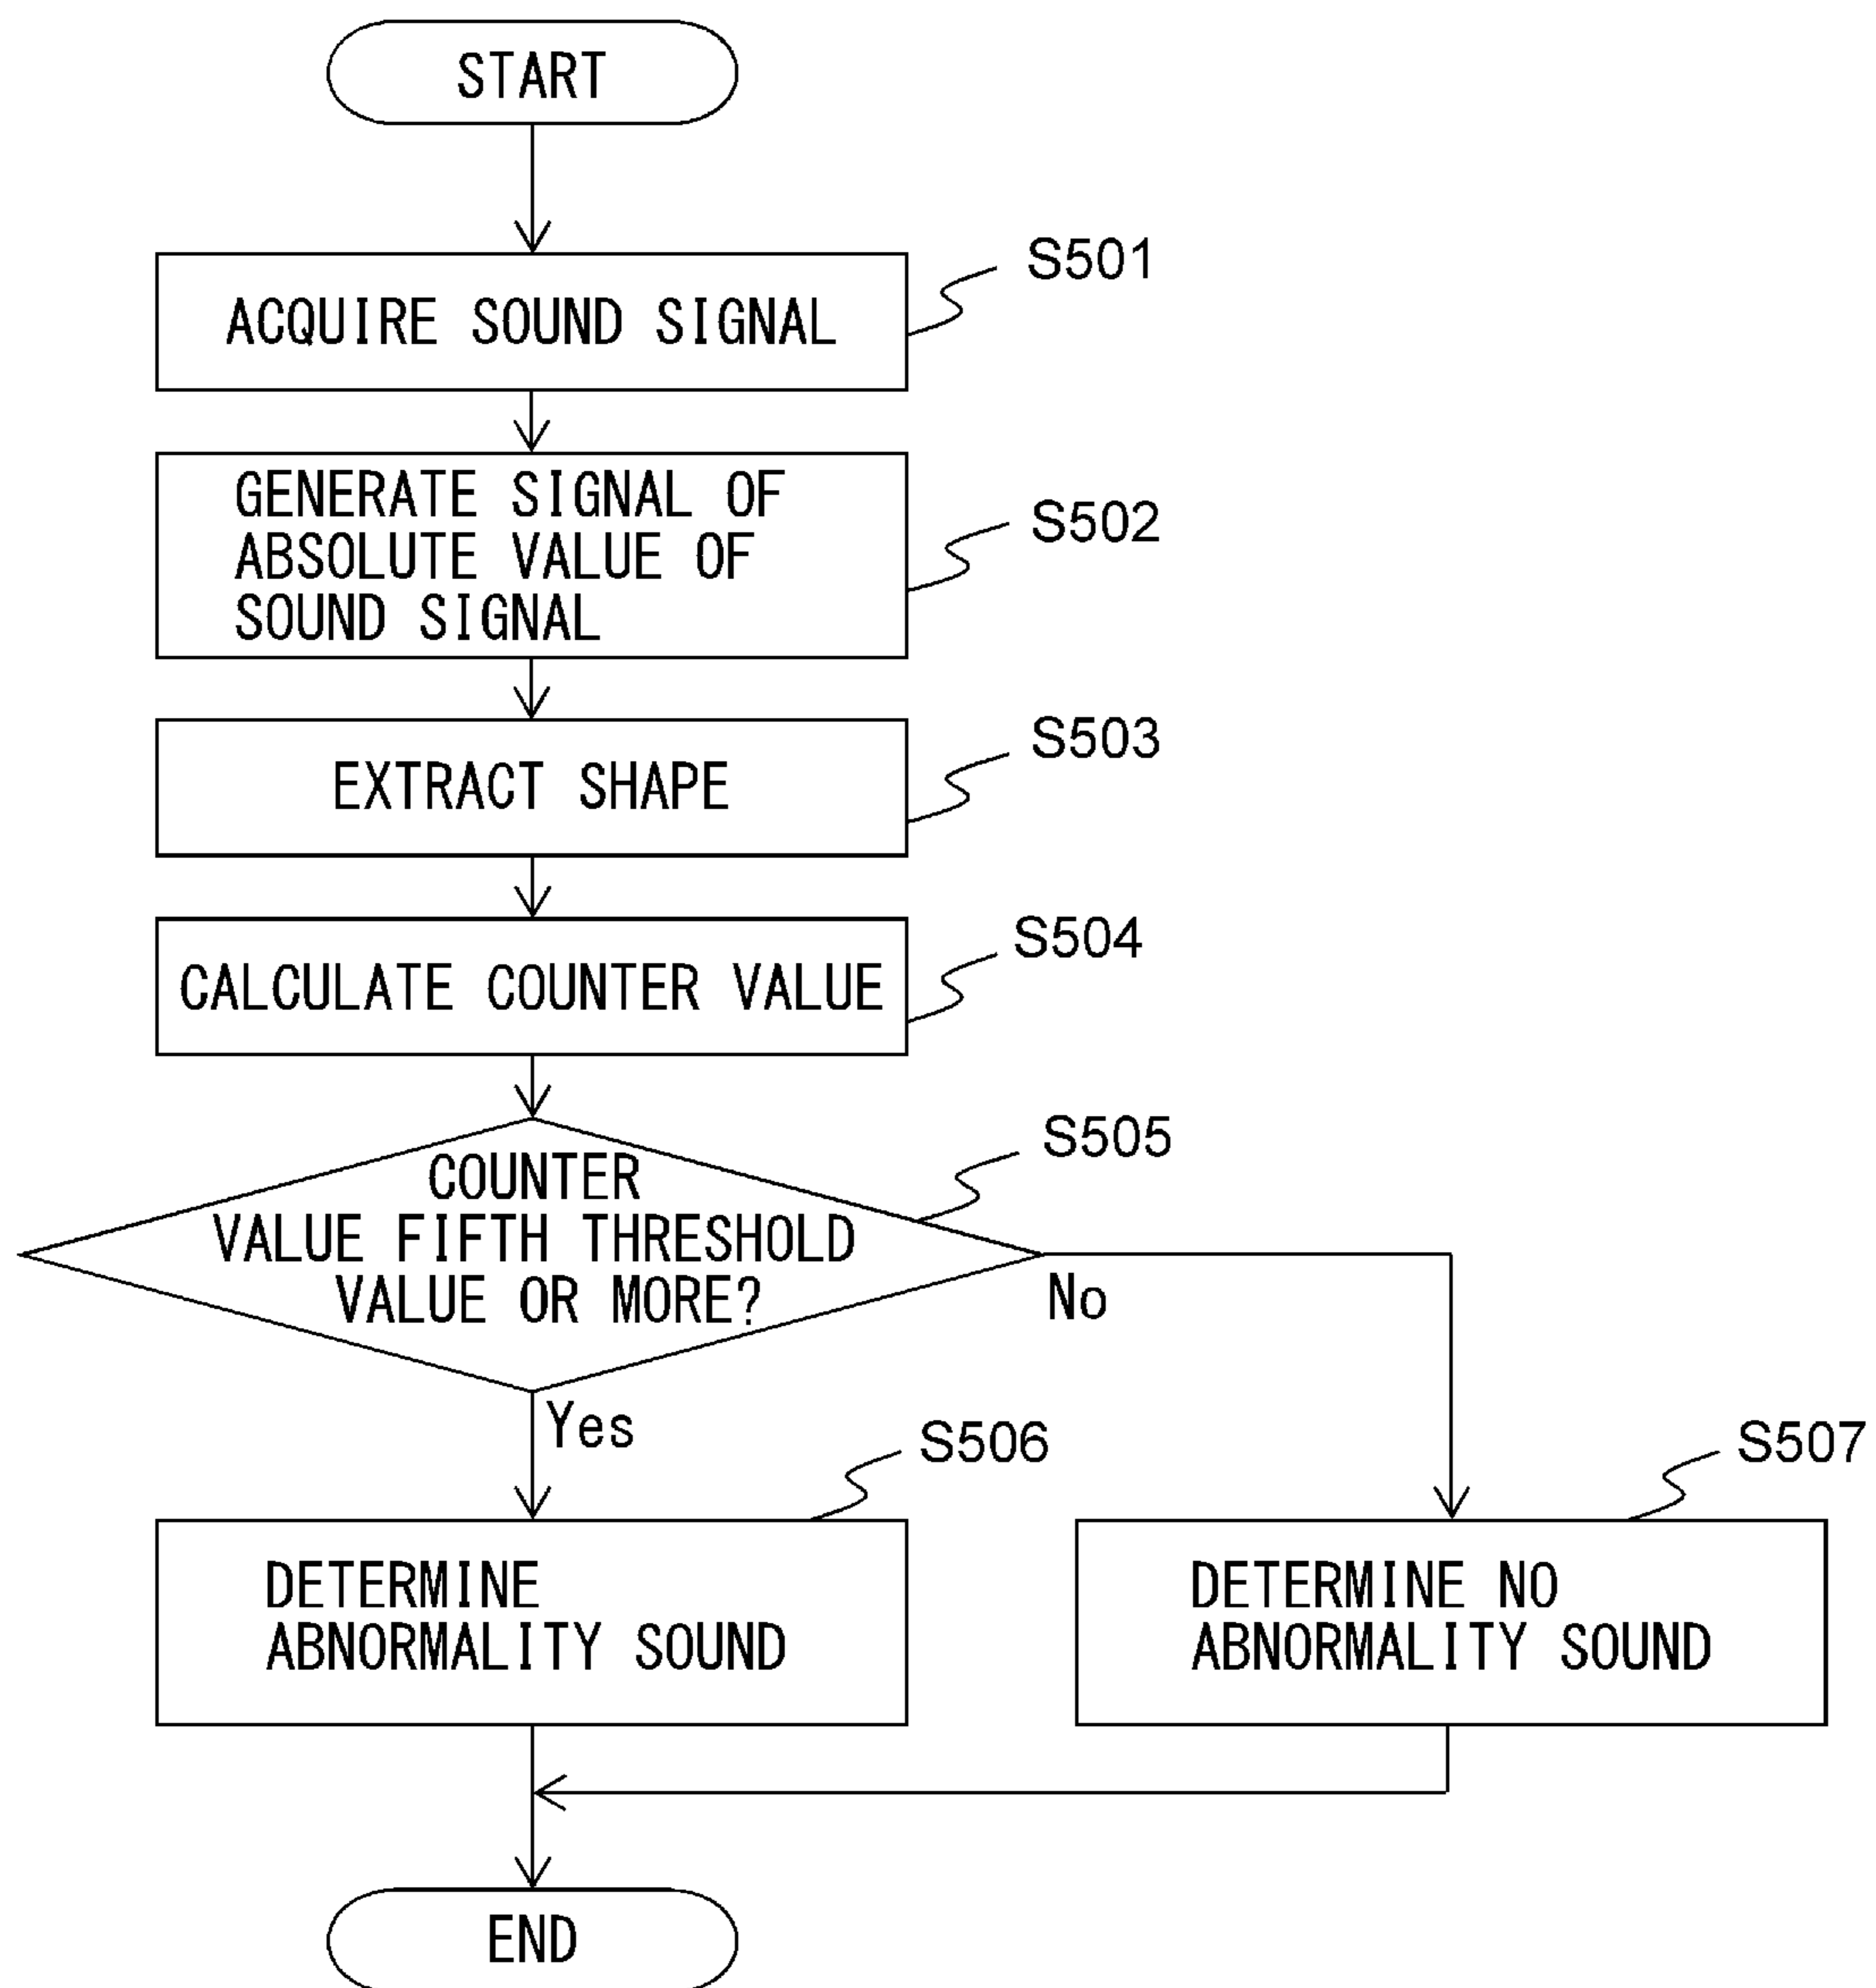 START
S501
ACQUIRE SOUND SIGNAL
GENERATE SIGNAL OF
ABSOLUTE VALUE OF
SOUND SIGNAL
S502
S503
EXTRACT SHAPE
S504
CALCULATE COUNTER VALUE
S505
COUNTER
VALUE FIFTH THRESHOLD
VALUE OR MORE?
No
Yes
S506
S507
DETERMINE
ABNORMALITY SOUND
DETERMINE NO
ABNORMALITY SOUND
END